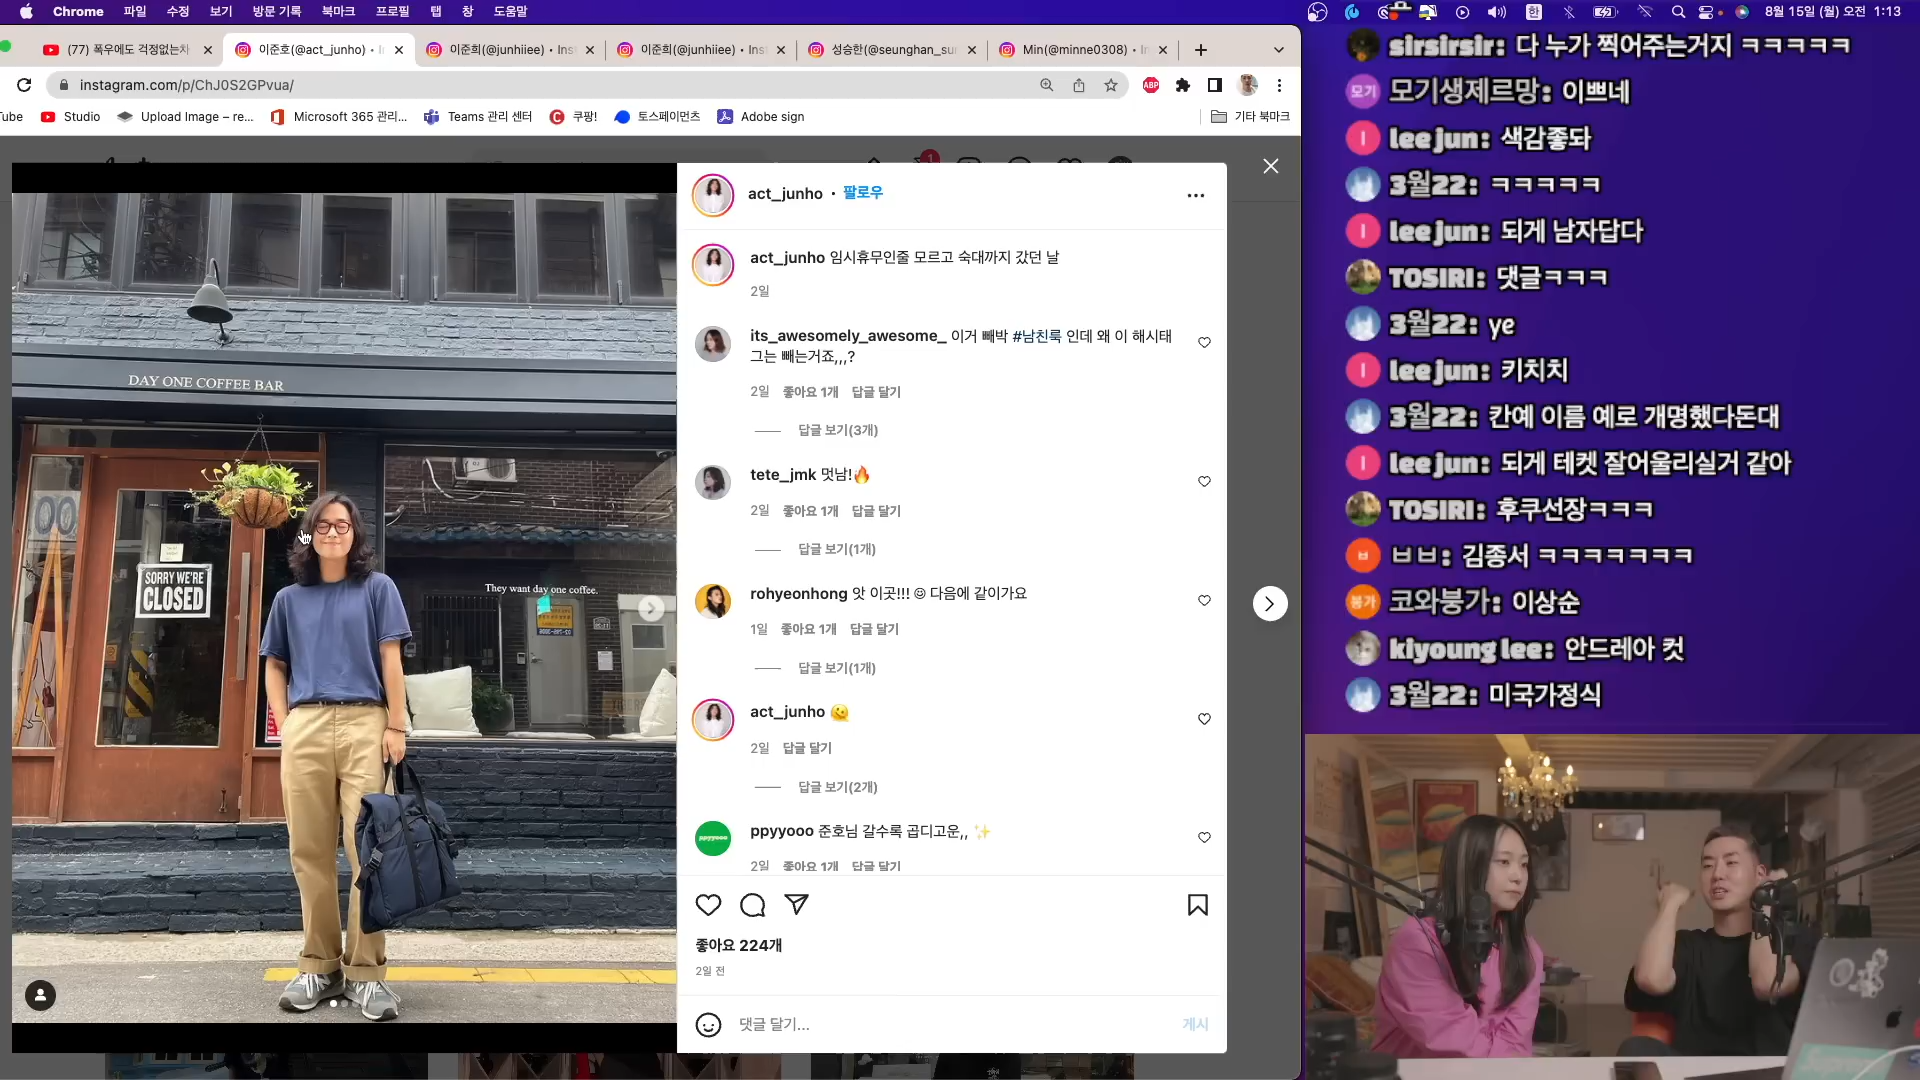 Chrome 파일 수정 보기 방문 기록 북마크 프로필 탭 창 도움말
8월 15일 (월) 오전 1:13
(77) 폭우에도 걱정없는차
이준호(@act_junho) • I
이준희(@junhiiee) • Inst
이준희(@junhiiee) • Inst
성승한(@seunghan_su
Min(@minne0308) • In
instagram.com/p/ChJ0S2GPvua/
ABP
Tube
Studio
Upload Image – re...
Microsoft 365 관리...
Teams 관리 센터
쿠팡!
토스페이먼츠
Adobe sign
기타 북마크
1
act_junho • 팔로우
act_junho 임시휴무인줄 모르고 숙대까지 갔던 날
2일
its_awesomely_awesome_ 이거 빼박 #남친룩 인데 왜 이 해시태
그는 빼는거죠,,,?
2일 좋아요 1개 답글 달기
답글 보기(3개)
tete_jmk 멋남!🔥
2일 좋아요 1개 답글 달기
답글 보기(1개)
rohyeonhong 앗 이곳!!! ☹ 다음에 같이가요
1일 좋아요 1개 답글 달기
답글 보기(1개)
act_junho 🫠
2일 답글 달기
답글 보기(2개)
ppyyooo 준호님 갈수록 곱디고운,, ✨
2일 좋아요 1개 답글 달기
좋아요 224개
2일 전
댓글 달기...
게시
DAY ONE COFFEE BAR
SORRY WE'RE
CLOSED
They want day one coffee.
sirsirsir: 다 누가 찍어주는거지 ㅋㅋㅋㅋㅋ
모기
모기생제르망: 이쁘네
lee jun: 색감좋돠
3월22: ㅋㅋㅋㅋㅋ
lee jun: 되게 남자답다
TOSIRI: 댓글ㅋㅋㅋ
3월22: ye
lee jun: 키치치
3월22: 칸예 이름 예로 개명했다돈대
lee jun: 되게 테켓 잘어울리실거 같아
TOSIRI: 후쿠선장ㅋㅋㅋ
ㅂ
ㅂㅂ: 김종서 ㅋㅋㅋㅋㅋㅋㅋ
붕가
코와붕가: 이상순
kiyoung lee: 안드레아 컷
3월22: 미국가정식